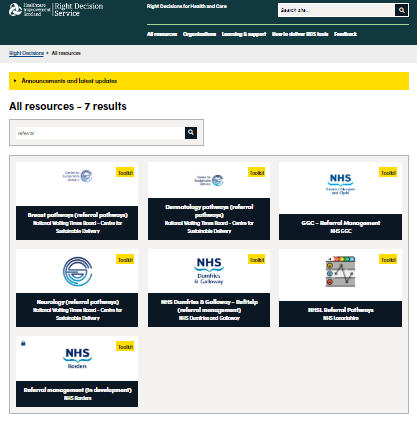 Healthcare
Improvement
Scotland
Right Decision
Service
Right Decisions for Health and Care
Search site...
All resources Organisations Learning & support How to deliver RDS tools Feedback
Right Decisions All resources
Announcements and latest updates
All resources - 7 results
referral
Centre for
Sustainable
Delivery
Toolkit
Breast pathways (referral pathways)
National Waiting Times Board - Centre for
Sustainable Delivery
Centre for
Sustainable
Delivery
Toolkit
Dermatology pathways (referral
pathways)
National Waiting Times Board - Centre for
Sustainable Delivery
NHS
Greater Glasgow
and Clyde
Toolkit
GGC - Referral Management
NHS GGC
Toolkit
Neurology (referral pathways)
National Waiting Times Board - Centre for
Sustainable Delivery
NHS
Dumfries
& Galloway
Toolkit
NHS Dumfries & Galloway - RefHelp
(referral management)
NHS Dumfries and Galloway
Toolkit
NHSL Referral Pathways
NHS Lanarkshire
NHS
Borders
Toolkit
Referral management (in development)
NHS Borders